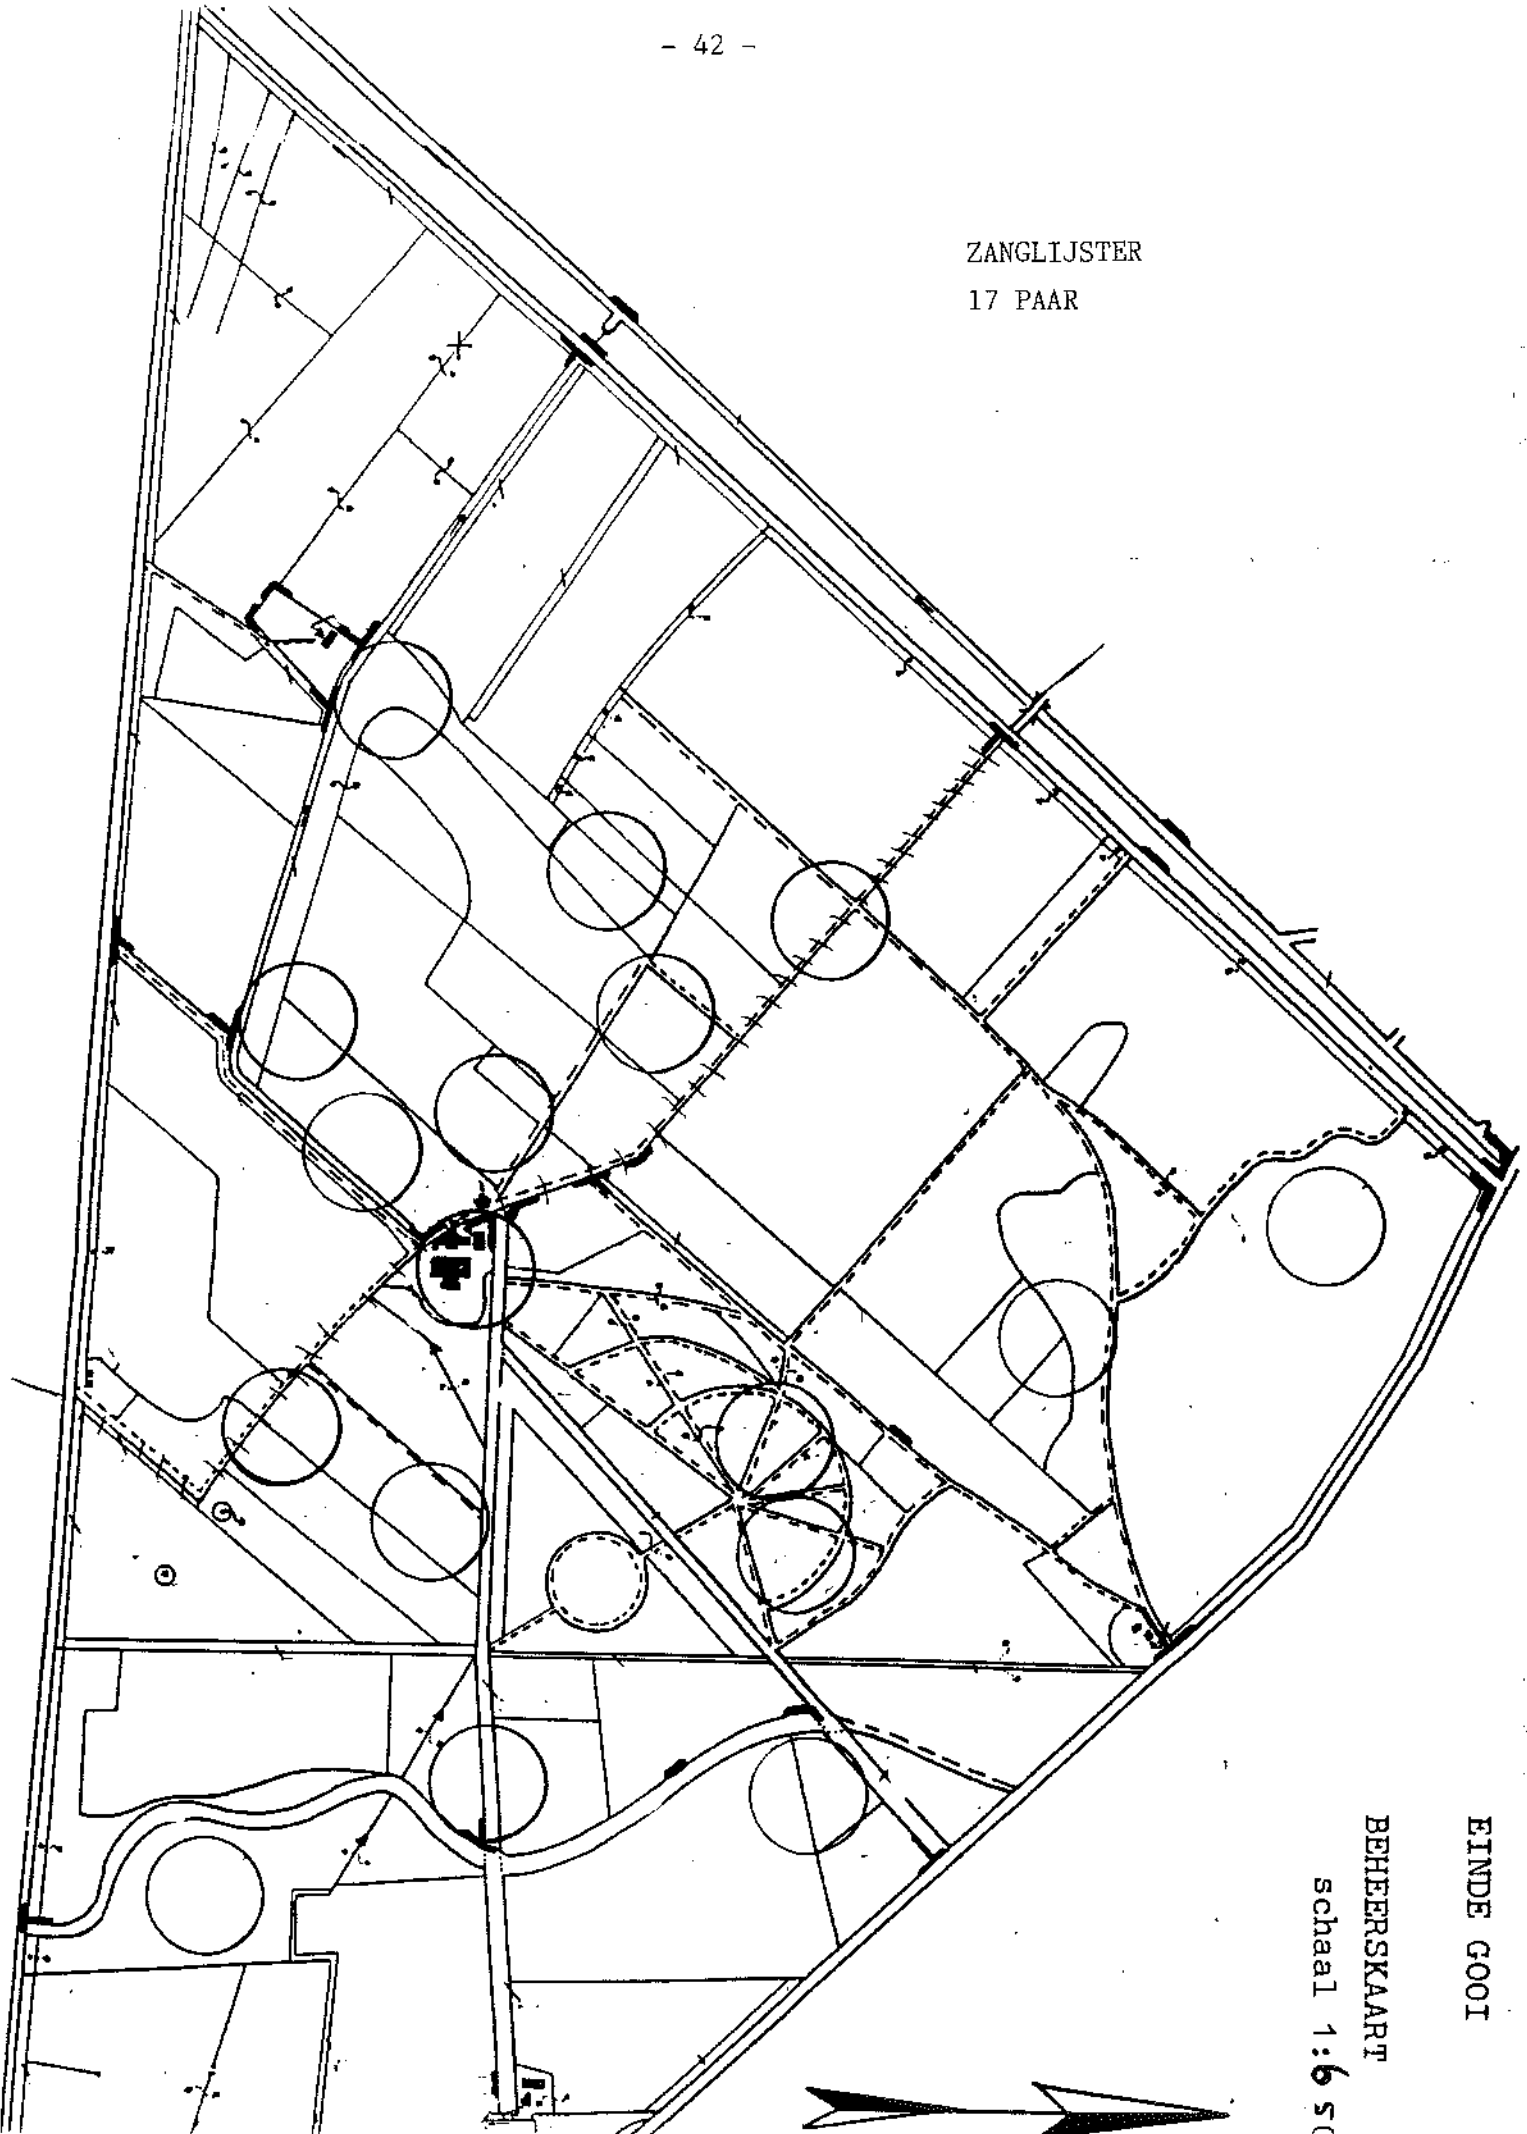 - 42 -
ZANGLIJSTER
17 PAAR
EINDE GOOI
BEHEERSKAART
schaal 1:6